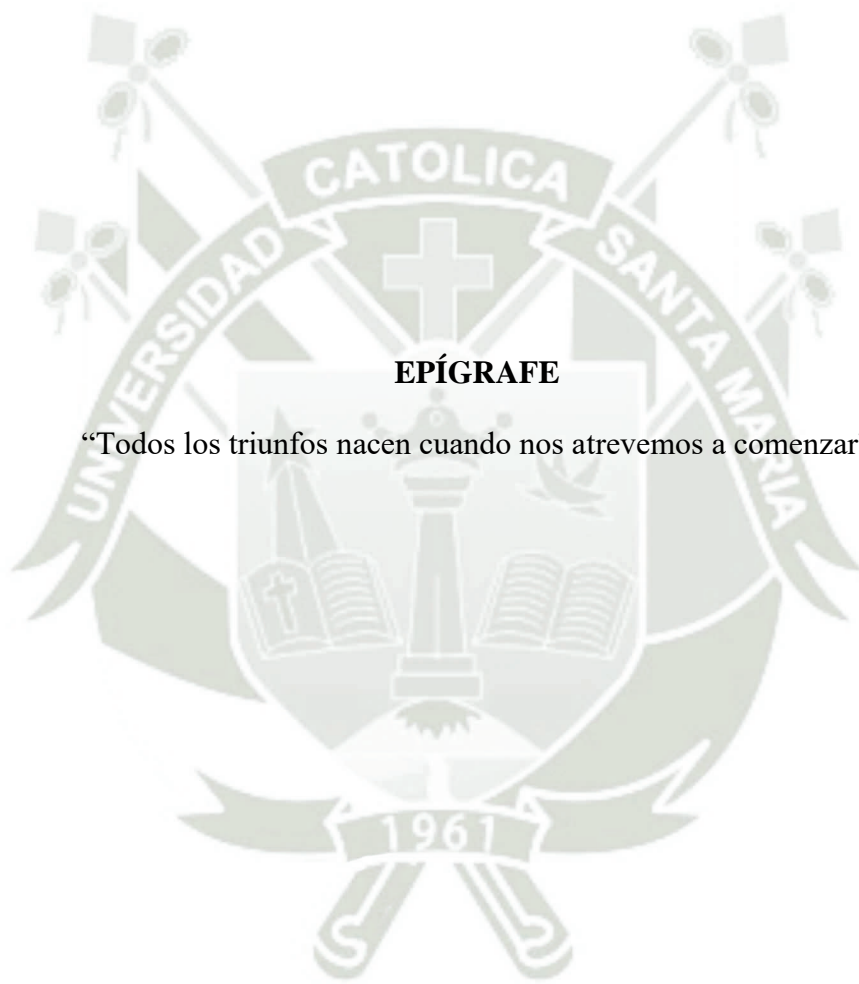 CATOLICA
UNIVERSIDAD
SANTA MARIA
EPÍGRAFE
“Todos los triunfos nacen cuando nos atrevemos a comenzar
1961